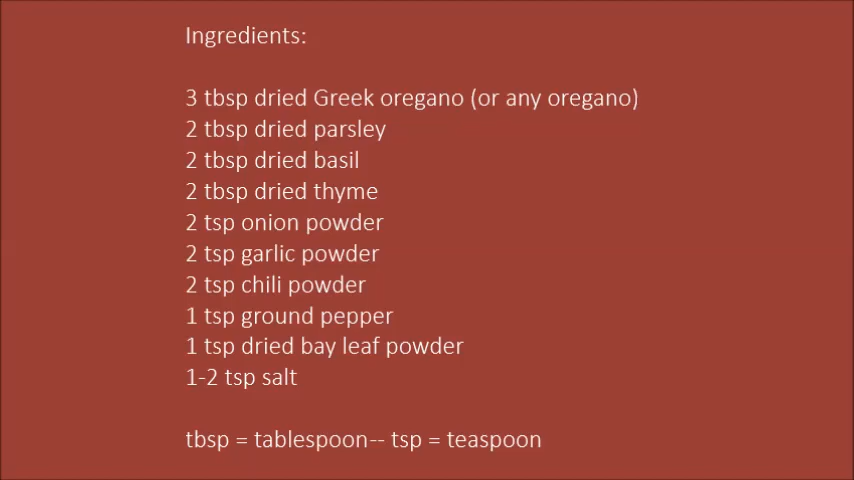 Ingredients:
3 tbsp dried Greek oregano (or any oregano)
2 tbsp dried parsley
2 tbsp dried basil
2 tbsp dried thyme
2 tsp onion powder
2 tsp garlic powder
2 tsp chili powder
1 tsp ground pepper
1 tsp dried bay leaf powder
1-2 tsp salt
tbsp = tablespoon-- tsp = teaspoon